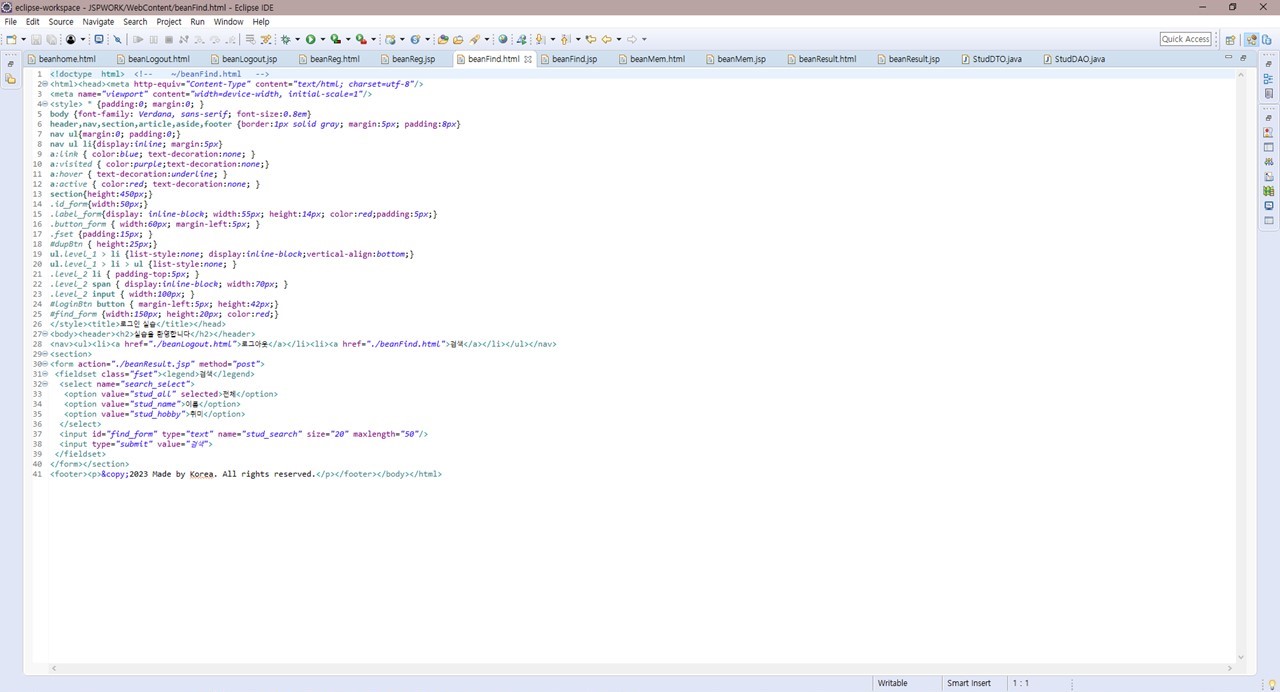 eclipse-workspace - JSPWORK/WebContent/beanFind.html - Eclipse IDE
File Edit Source Refactor Navigate Search Project Run Window Help
Quick Access
beanhome.html beanLogout.html beanLogout.jsp beanReg.html beanReg.jsp beanFind.html beanFind.jsp beanMem.html beanMem.jsp beanResult.html beanResult.jsp StudDTO.java StudDAO.java
1 <!doctype html> <!-- ~/beanFind.html -->
2 <html><head><meta http-equiv="Content-Type" content="text/html; charset=utf-8"/>
3 <meta name="viewport" content="width=device-width, initial-scale=1"/>
4 <style> * {padding:0; margin:0; }
5 body {font-family: Verdana, sans-serif; font-size:0.8em}
6 header,nav,section,article,aside,footer {border:1px solid gray; margin:5px; padding:8px}
7 nav ul{margin:0; padding:0;}
8 nav ul li{display:inline; margin:5px}
9 a:link { color:blue; text-decoration:none; }
10 a:visited { color:purple;text-decoration:none;}
11 a:hover { text-decoration:underline; }
12 a:active { color:red; text-decoration:none; }
13 section{height:450px;}
14 .id_form{width:50px;}
15 .label_form{display: inline-block; width:55px; height:14px; color:red;padding:5px;}
16 .button_form { width:60px; margin-left:5px; }
17 .fset {padding:15px; }
18 #dupBtn { height:25px;}
19 ul.level_1 > li {list-style:none; display:inline-block;vertical-align:bottom;}
20 ul.level_1 > li > ul {list-style:none; }
21 .level_2 li { padding-top:5px; }
22 .level_2 span { display:inline-block; width:70px; }
23 .level_2 input { width:100px; }
24 #loginBtn button { margin-left:5px; height:42px;}
25 #find_form {width:150px; height:20px; color:red;}
26 </style><title>로그인 실습</title></head>
27 <body><header><h2>실습을 환영합니다</h2></header>
28 <nav><ul><li><a href="./beanLogout.html">로그아웃</a></li><li><a href="./beanFind.html">검색</a></li></ul></nav>
29 <section>
30 <form action="./beanResult.jsp" method="post">
31 <fieldset class="fset"><legend>검색</legend>
32 <select name="search_select">
33 <option value="stud_all" selected>전체</option>
34 <option value="stud_name">이름</option>
35 <option value="stud_hobby">취미</option>
36 </select>
37 <input id="find_form" type="text" name="stud_search" size="20" maxlength="50"/>
38 <input type="submit" value="검색">
39 </fieldset>
40 </form></section>
41 <footer><p>&copy;2023 Made by Korea. All rights reserved.</p></footer></body></html>
Writable Smart Insert 1 : 1